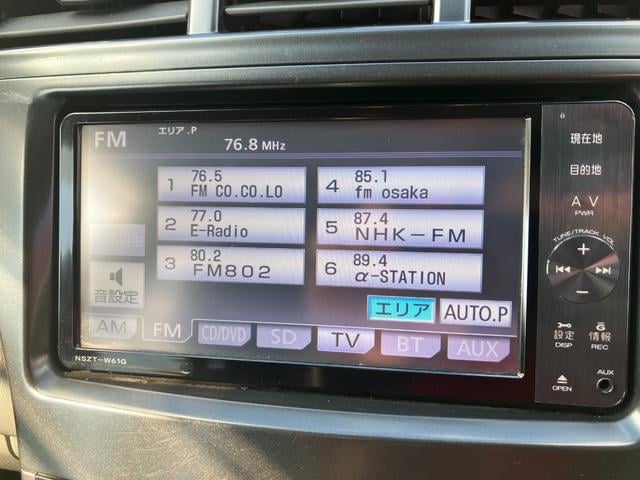 FM エリア.P 76.8 MHz
1 76.5 FM CO.CO.LO
4 85.1 fm osaka
2 77.0 E-Radio
5 87.4 NHK-FM
3 80.2 FM802
6 89.4 α-STATION
音設定
エリア AUTO.P
AM FM CD/DVD SD TV BT AUX
NSZT-W61G
現在地
目的地
A V
PWR
TUNE/TRACK VOL
+
−
設定 情報
DISP REC
OPEN AUX